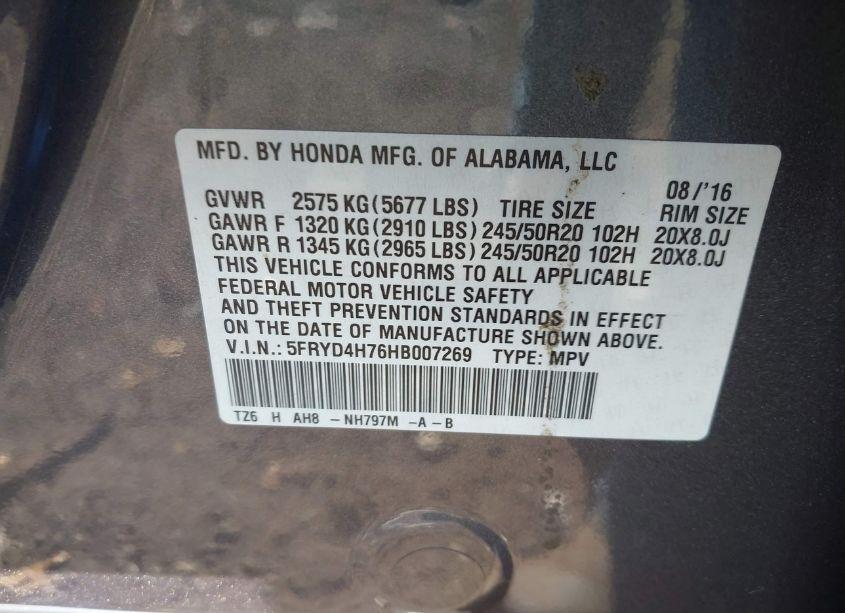 MFD. BY HONDA MFG. OF ALABAMA, LLC
08/'16
GVWR 2575 KG (5677 LBS) TIRE SIZE RIM SIZE
GAWR F 1320 KG (2910 LBS) 245/50R20 102H 20X8.0J
GAWR R 1345 KG (2965 LBS) 245/50R20 102H 20X8.0J
THIS VEHICLE CONFORMS TO ALL APPLICABLE
FEDERAL MOTOR VEHICLE SAFETY
AND THEFT PREVENTION STANDARDS IN EFFECT
ON THE DATE OF MANUFACTURE SHOWN ABOVE.
V.I.N.: 5FRYD4H76HB007269 TYPE: MPV
TZ6 H AH8 -NH797M -A-B